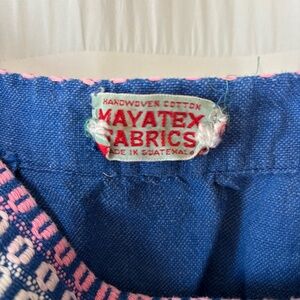 HANDWOVEN COTTON
MAYATEX
FABRICS
MADE IN GUATEMALA